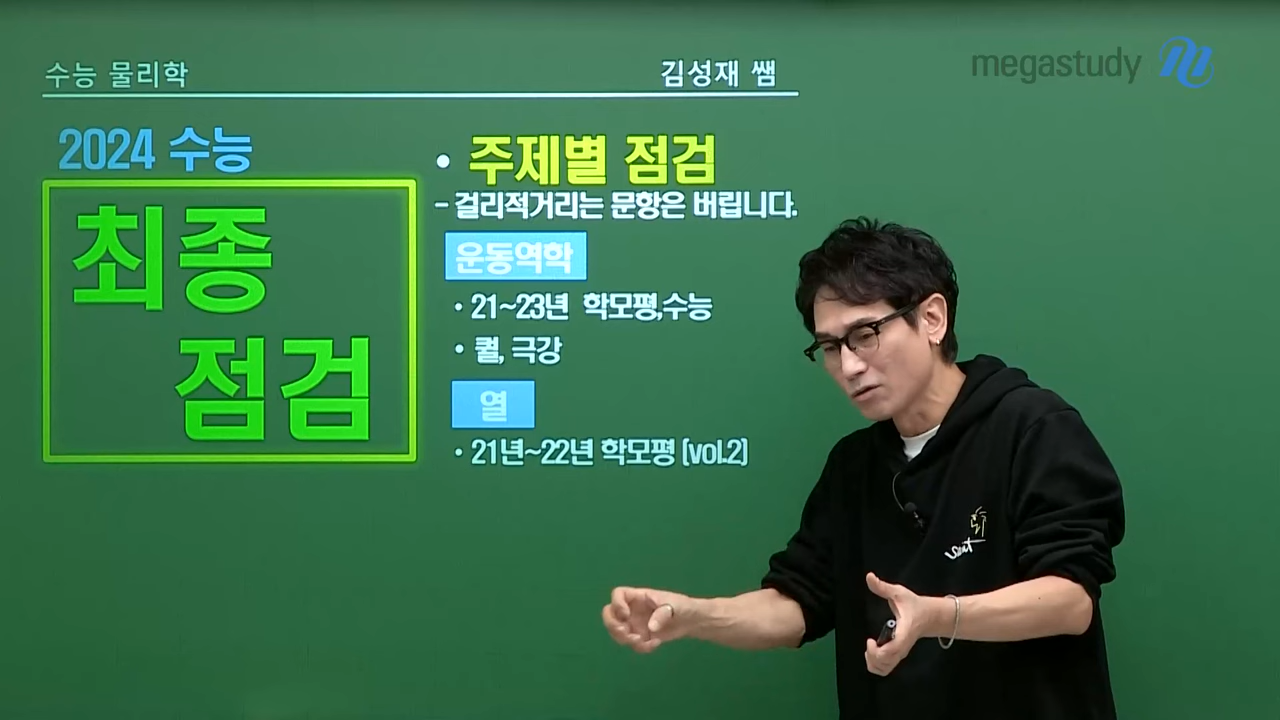 수능 물리학
김성재 쌤
megastudy
2024 수능
최종
점검
• 주제별 점검
- 걸리적거리는 문항은 버립니다.
운동역학
• 21~23년 학모평,수능
• 퀄, 극강
열
• 21년~22년 학모평 (vol.2)